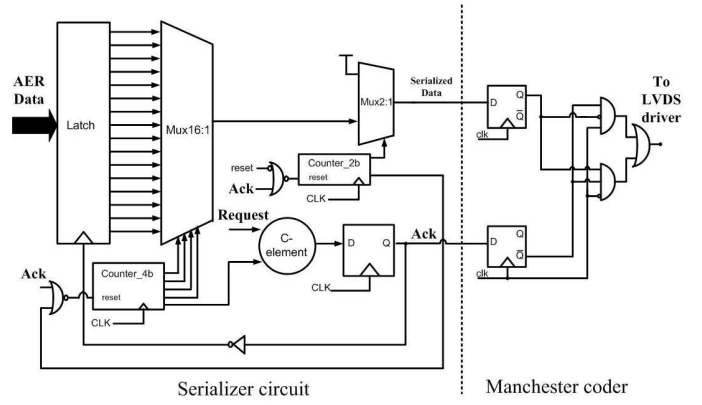 AER
Data
Latch
Mux16:1
Mux2:1
Serialized
Data
D
Q
Q
clk
To
LVDS
driver
reset
Ack
Counter_2b
reset
CLK
Request
C-
element
D
Q
CLK
Ack
D
Q
Q
clk
Ack
Counter_4b
reset
CLK
Serializer circuit
Manchester coder